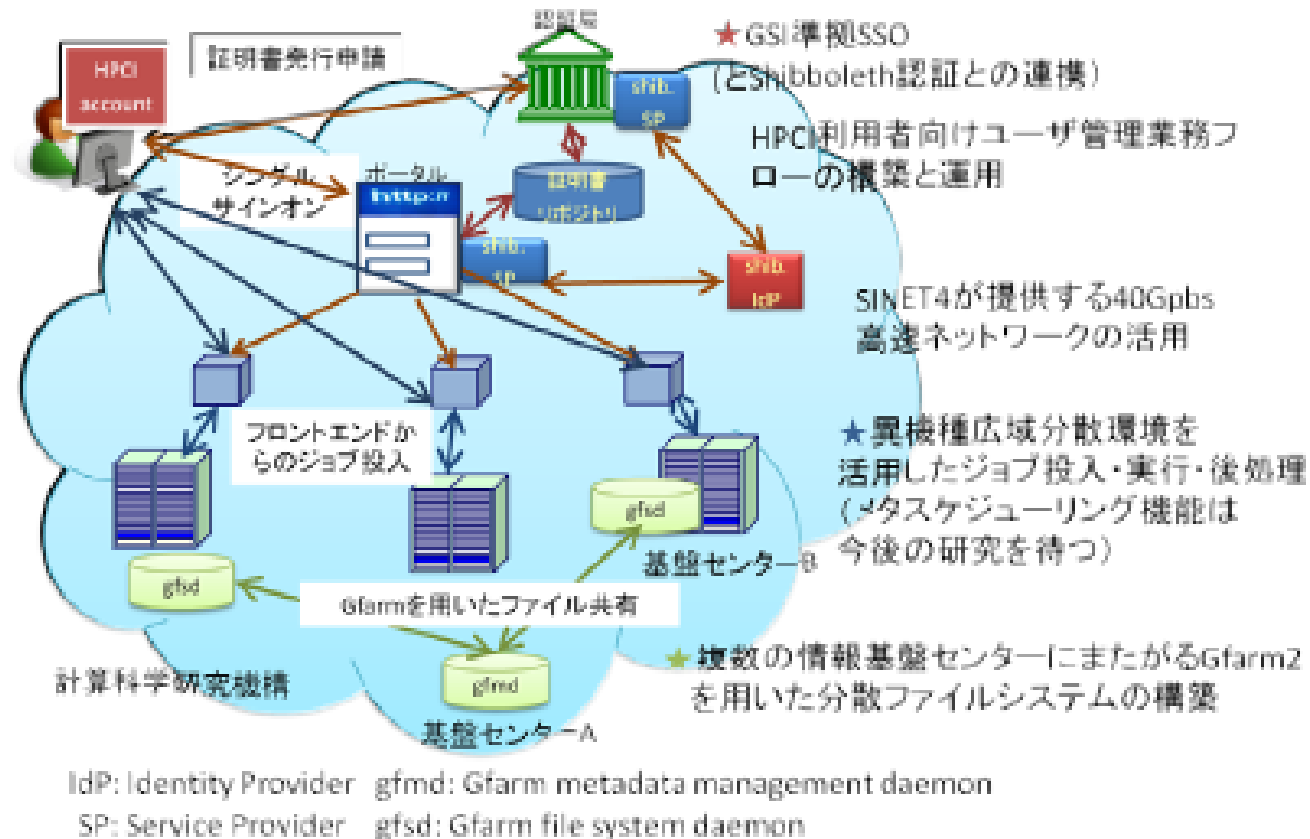 認証局
★GSI準拠SSO
(とShibboleth認証との連携)
HPCI
account
証明書発行申請
shib.
SP
HPCI利用者向けユーザ管理業務フ
ローの構築と運用
シングル
サインオン
ポータル
http://
証明書
リポジトリ
shib.
SP
shib.
IdP
SINET4が提供する40Gpbs
高速ネットワークの活用
フロントエンドか
らのジョブ投入
★異機種広域分散環境を
活用したジョブ投入・実行・後処理
(メタスケジューリング機能は
今後の研究を待つ)
gfsd
基盤センターB
gfsd
Gfarmを用いたファイル共有
計算科学研究機構
gfmd
基盤センターA
★複数の情報基盤センターにまたがるGfarm2
を用いた分散ファイルシステムの構築
IdP: Identity Provider gfmd: Gfarm metadata management daemon
SP: Service Provider gfsd: Gfarm file system daemon